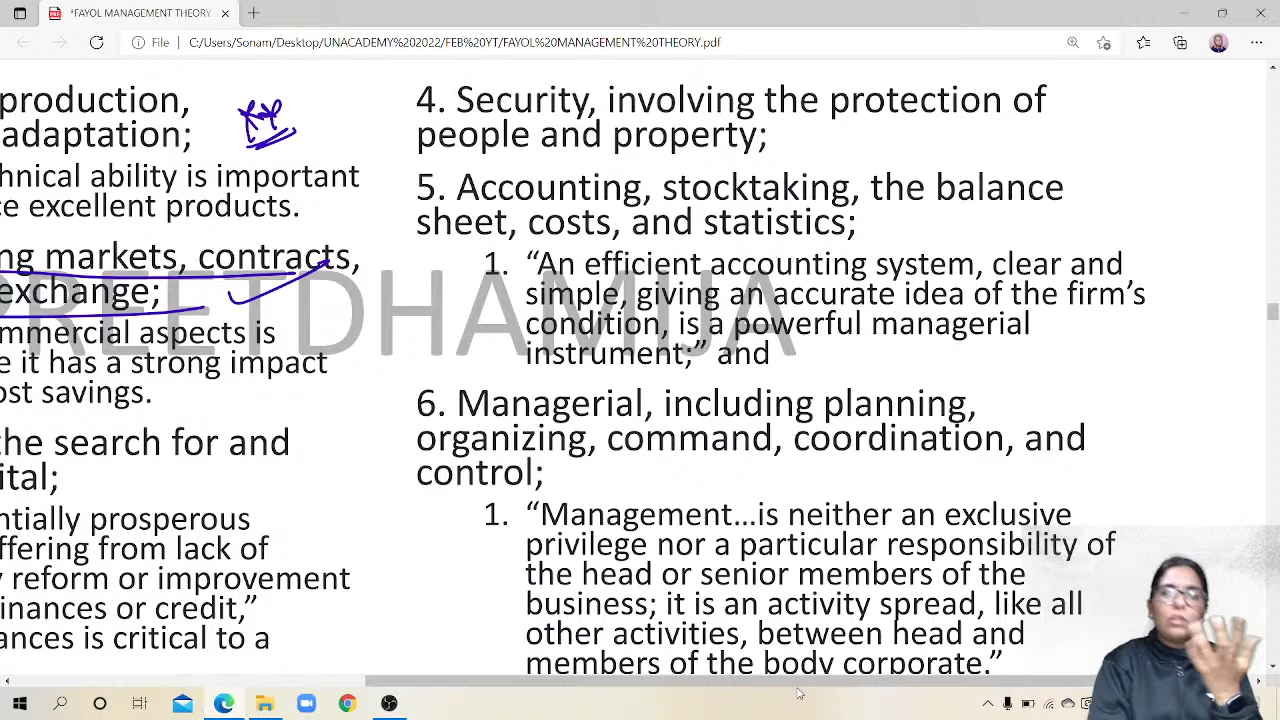 *FAYOL MANAGEMENT THEORY
File
C:/Users/Sonam/Desktop/UNACADEMY%202022/FEB%20YT/FAYOL%20MANAGEMENT%20THEORY.pdf
production,
adaptation;
hnical ability is important
ce excellent products.
ng markets, contracts,
exchange;
mmercial aspects is
e it has a strong impact
ost savings.
the search for and
ital;
ntially prosperous
ffering from lack of
y reform or improvement
inances or credit,”
ances is critical to a
4. Security, involving the protection of
people and property;
5. Accounting, stocktaking, the balance
sheet, costs, and statistics;
1. “An efficient accounting system, clear and
simple, giving an accurate idea of the firm’s
condition, is a powerful managerial
instrument;” and
6. Managerial, including planning,
organizing, command, coordination, and
control;
1. “Management…is neither an exclusive
privilege nor a particular responsibility of
the head or senior members of the
business; it is an activity spread, like all
other activities, between head and
members of the body corporate.”
PREETDHAMIJA